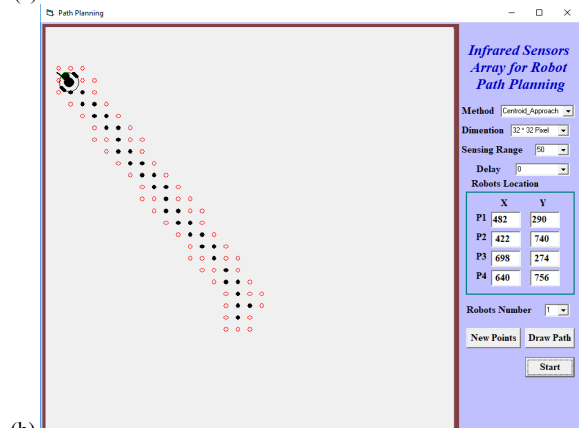 Path Planning
Infrared Sensors
Array for Robot
Path Planning
Method Centroid_Approach
Dimention 32 * 32 Pixel
Sensing Range 50
Delay 0
Robots Location
X Y
P1 482 290
P2 422 740
P3 698 274
P4 640 756
Robots Number 1
New Points Draw Path
Start
(b)